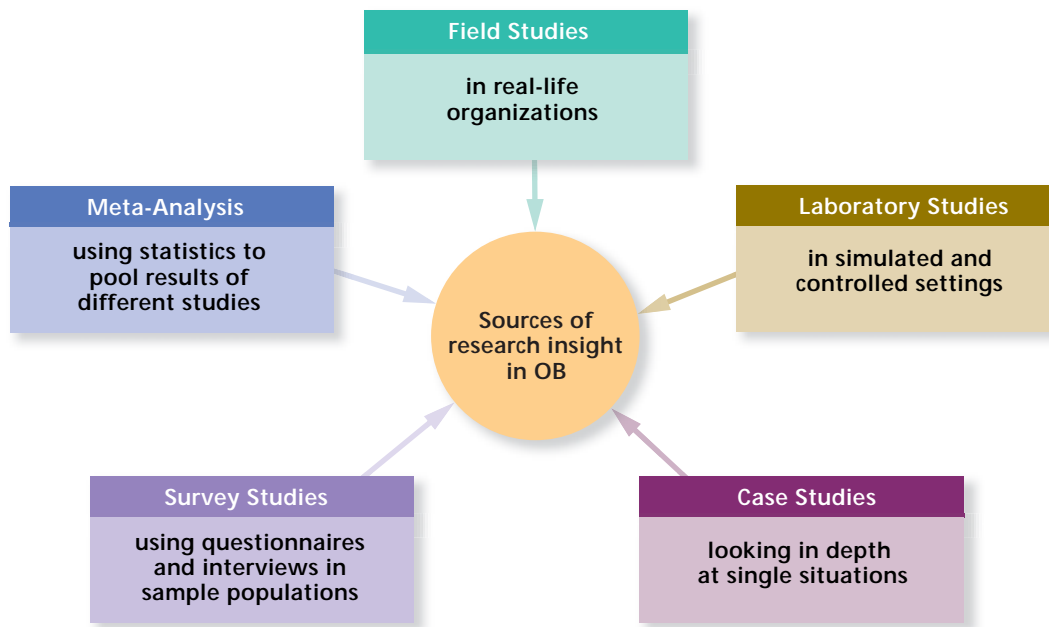 Field Studies
in real-life
organizations
Meta-Analysis
using statistics to
pool results of
different studies
Laboratory Studies
in simulated and
controlled settings
Sources of
research insight
in OB
Survey Studies
using questionnaires
and interviews in
sample populations
Case Studies
looking in depth
at single situations